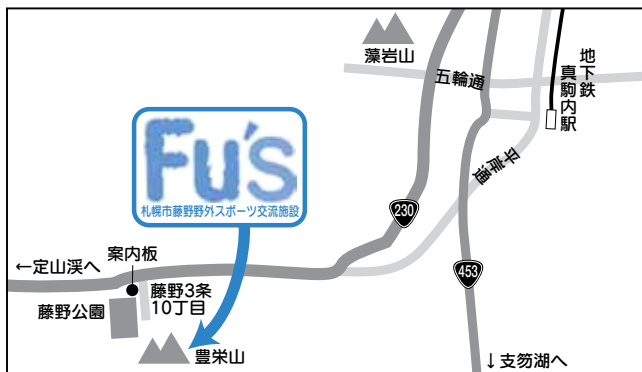 藻岩山
五輪通
地下鉄
真駒内駅
平岸通
Fu's
札幌市藤野野外スポーツ交流施設
230
453
←定山渓へ
案内板
藤野3条
10丁目
藤野公園
豊栄山
↓支笏湖へ